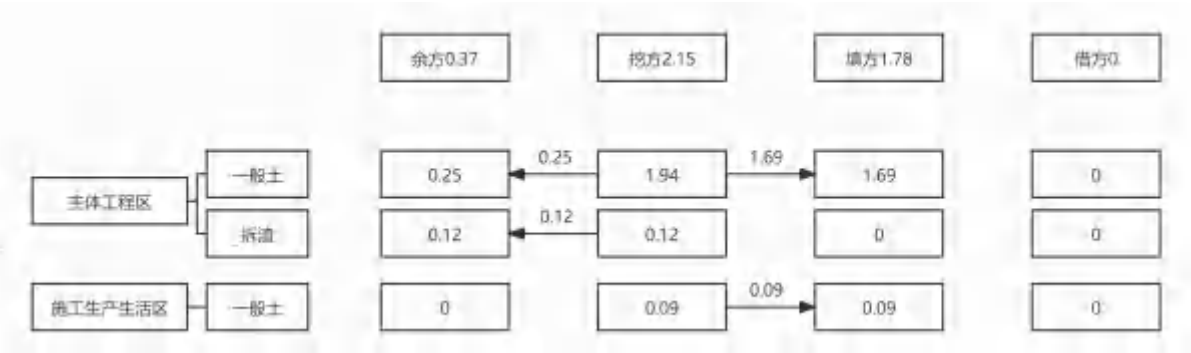 余方0.37 挖方2.15 填方1.78 借方0
一般土 0.25 0.25 1.94 1.69 1.69 0
主体工程区
拆渣 0.12 0.12 0.12 0 0
施工生产生活区 一般土 0 0.09 0.09 0.09 0